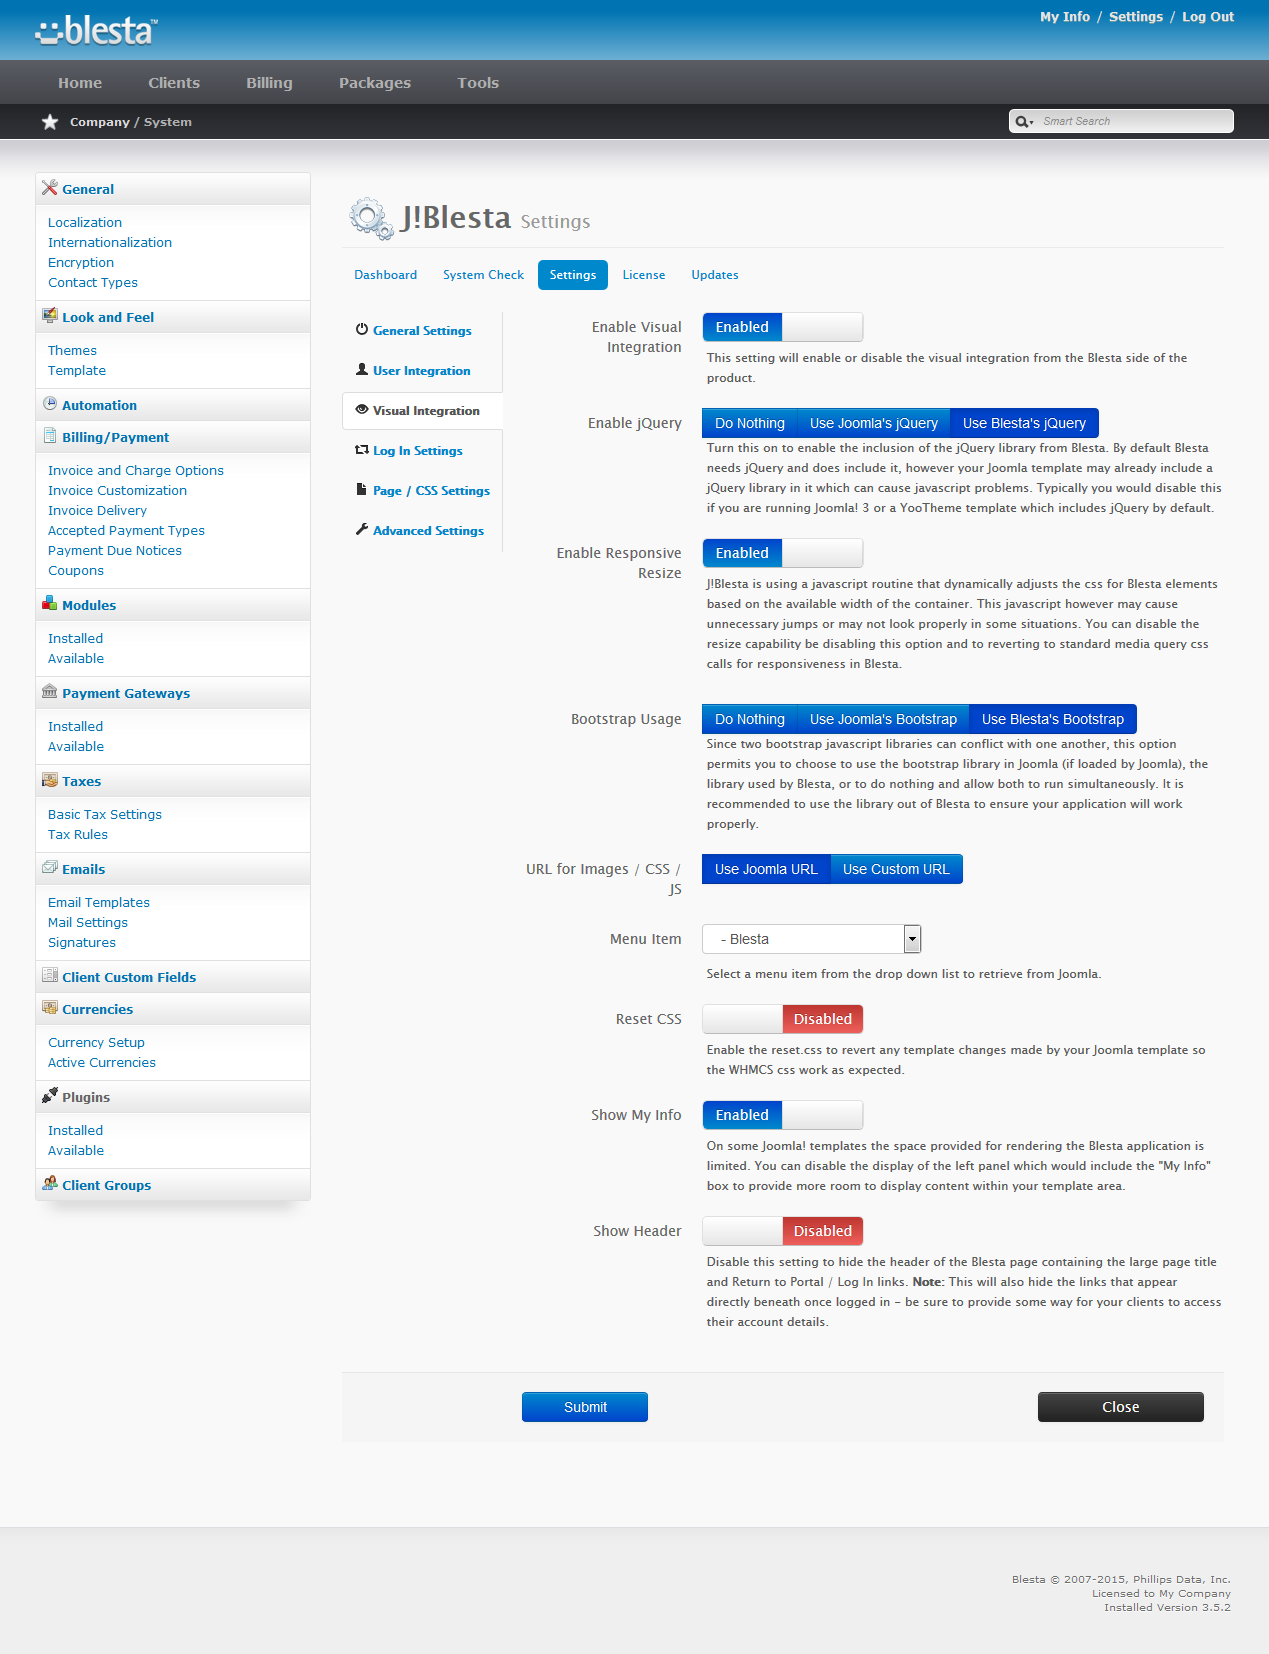 blesta™
My Info / Settings / Log Out
Home Clients Billing Packages Tools
Company / System
Smart Search
General
Localization
Internationalization
Encryption
Contact Types
Look and Feel
Themes
Template
Automation
Billing/Payment
Invoice and Charge Options
Invoice Customization
Invoice Delivery
Accepted Payment Types
Payment Due Notices
Coupons
Modules
Installed
Available
Payment Gateways
Installed
Available
Taxes
Basic Tax Settings
Tax Rules
Emails
Email Templates
Mail Settings
Signatures
Client Custom Fields
Currencies
Currency Setup
Active Currencies
Plugins
Installed
Available
Client Groups
J!Blesta Settings
Dashboard System Check Settings License Updates
General Settings
User Integration
Visual Integration
Log In Settings
Page / CSS Settings
Advanced Settings
Enable Visual
Integration
Enabled
This setting will enable or disable the visual integration from the Blesta side of the
product.
Enable jQuery
Do Nothing Use Joomla's jQuery Use Blesta's jQuery
Turn this on to enable the inclusion of the jQuery library from Blesta. By default Blesta
needs jQuery and does include it, however your Joomla template may already include a
jQuery library in it which can cause javascript problems. Typically you would disable this
if you are running Joomla! 3 or a YooTheme template which includes jQuery by default.
Enable Responsive
Resize
Enabled
J!Blesta is using a javascript routine that dynamically adjusts the css for Blesta elements
based on the available width of the container. This javascript however may cause
unnecessary jumps or may not look properly in some situations. You can disable the
resize capability be disabling this option and to reverting to standard media query css
calls for responsiveness in Blesta.
Bootstrap Usage
Do Nothing Use Joomla's Bootstrap Use Blesta's Bootstrap
Since two bootstrap javascript libraries can conflict with one another, this option
permits you to choose to use the bootstrap library in Joomla (if loaded by Joomla), the
library used by Blesta, or to do nothing and allow both to run simultaneously. It is
recommended to use the library out of Blesta to ensure your application will work
properly.
URL for Images / CSS /
JS
Use Joomla URL Use Custom URL
Menu Item
- Blesta
Select a menu item from the drop down list to retrieve from Joomla.
Reset CSS
Disabled
Enable the reset.css to revert any template changes made by your Joomla template so
the WHMCS css work as expected.
Show My Info
Enabled
On some Joomla! templates the space provided for rendering the Blesta application is
limited. You can disable the display of the left panel which would include the "My Info"
box to provide more room to display content within your template area.
Show Header
Disabled
Disable this setting to hide the header of the Blesta page containing the large page title
and Return to Portal / Log In links. Note: This will also hide the links that appear
directly beneath once logged in - be sure to provide some way for your clients to access
their account details.
Submit
Close
Blesta © 2007-2015, Phillips Data, Inc.
Licensed to My Company
Installed Version 3.5.2